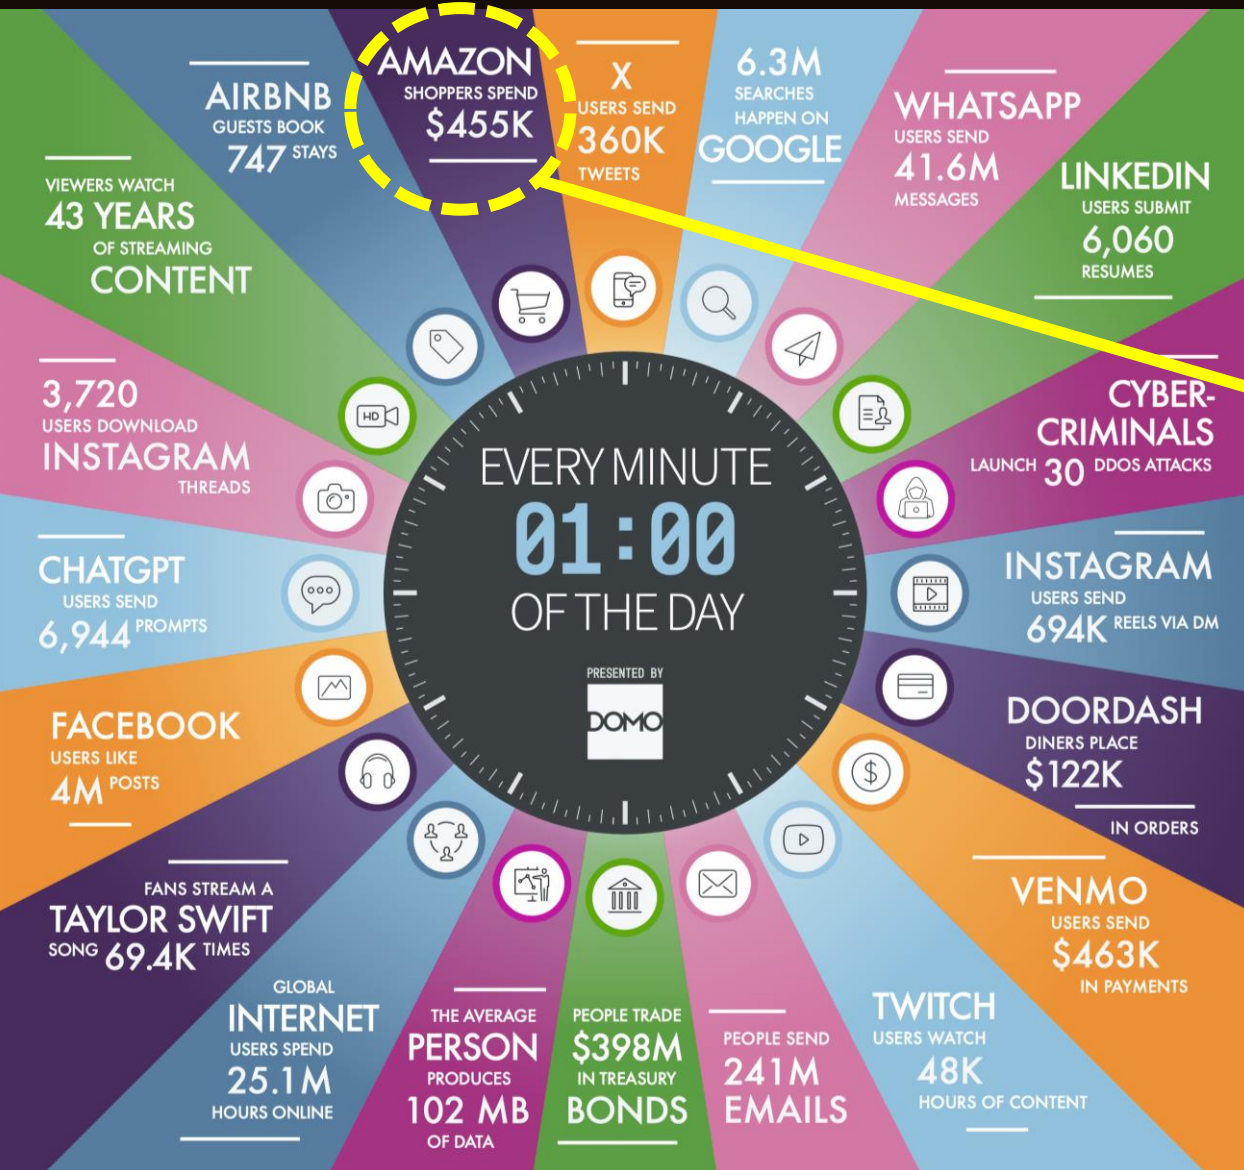 AMAZON
SHOPPERS SPEND
$455K
X
USERS SEND
360K
TWEETS
6.3M
SEARCHES
HAPPEN ON
GOOGLE
WHATSAPP
USERS SEND
41.6M
MESSAGES
LINKEDIN
USERS SUBMIT
6,060
RESUMES
CYBER-
CRIMINALS
LAUNCH 30 DDOS ATTACKS
INSTAGRAM
USERS SEND
694K REELS VIA DM
DOORDASH
DINERS PLACE
$122K
IN ORDERS
VENMO
USERS SEND
$463K
IN PAYMENTS
TWITCH
USERS WATCH
48K
HOURS OF CONTENT
PEOPLE SEND
241M
EMAILS
PEOPLE TRADE
$398M
IN TREASURY
BONDS
THE AVERAGE
PERSON
PRODUCES
102 MB
OF DATA
GLOBAL
INTERNET
USERS SPEND
25.1M
HOURS ONLINE
FANS STREAM A
TAYLOR SWIFT
SONG 69.4K TIMES
FACEBOOK
USERS LIKE
4M POSTS
CHATGPT
USERS SEND
6,944 PROMPTS
3,720
USERS DOWNLOAD
INSTAGRAM
THREADS
VIEWERS WATCH
43 YEARS
OF STREAMING
CONTENT
AIRBNB
GUESTS BOOK
747 STAYS
HD
EVERY MINUTE
01:00
OF THE DAY
PRESENTED BY
DOMO